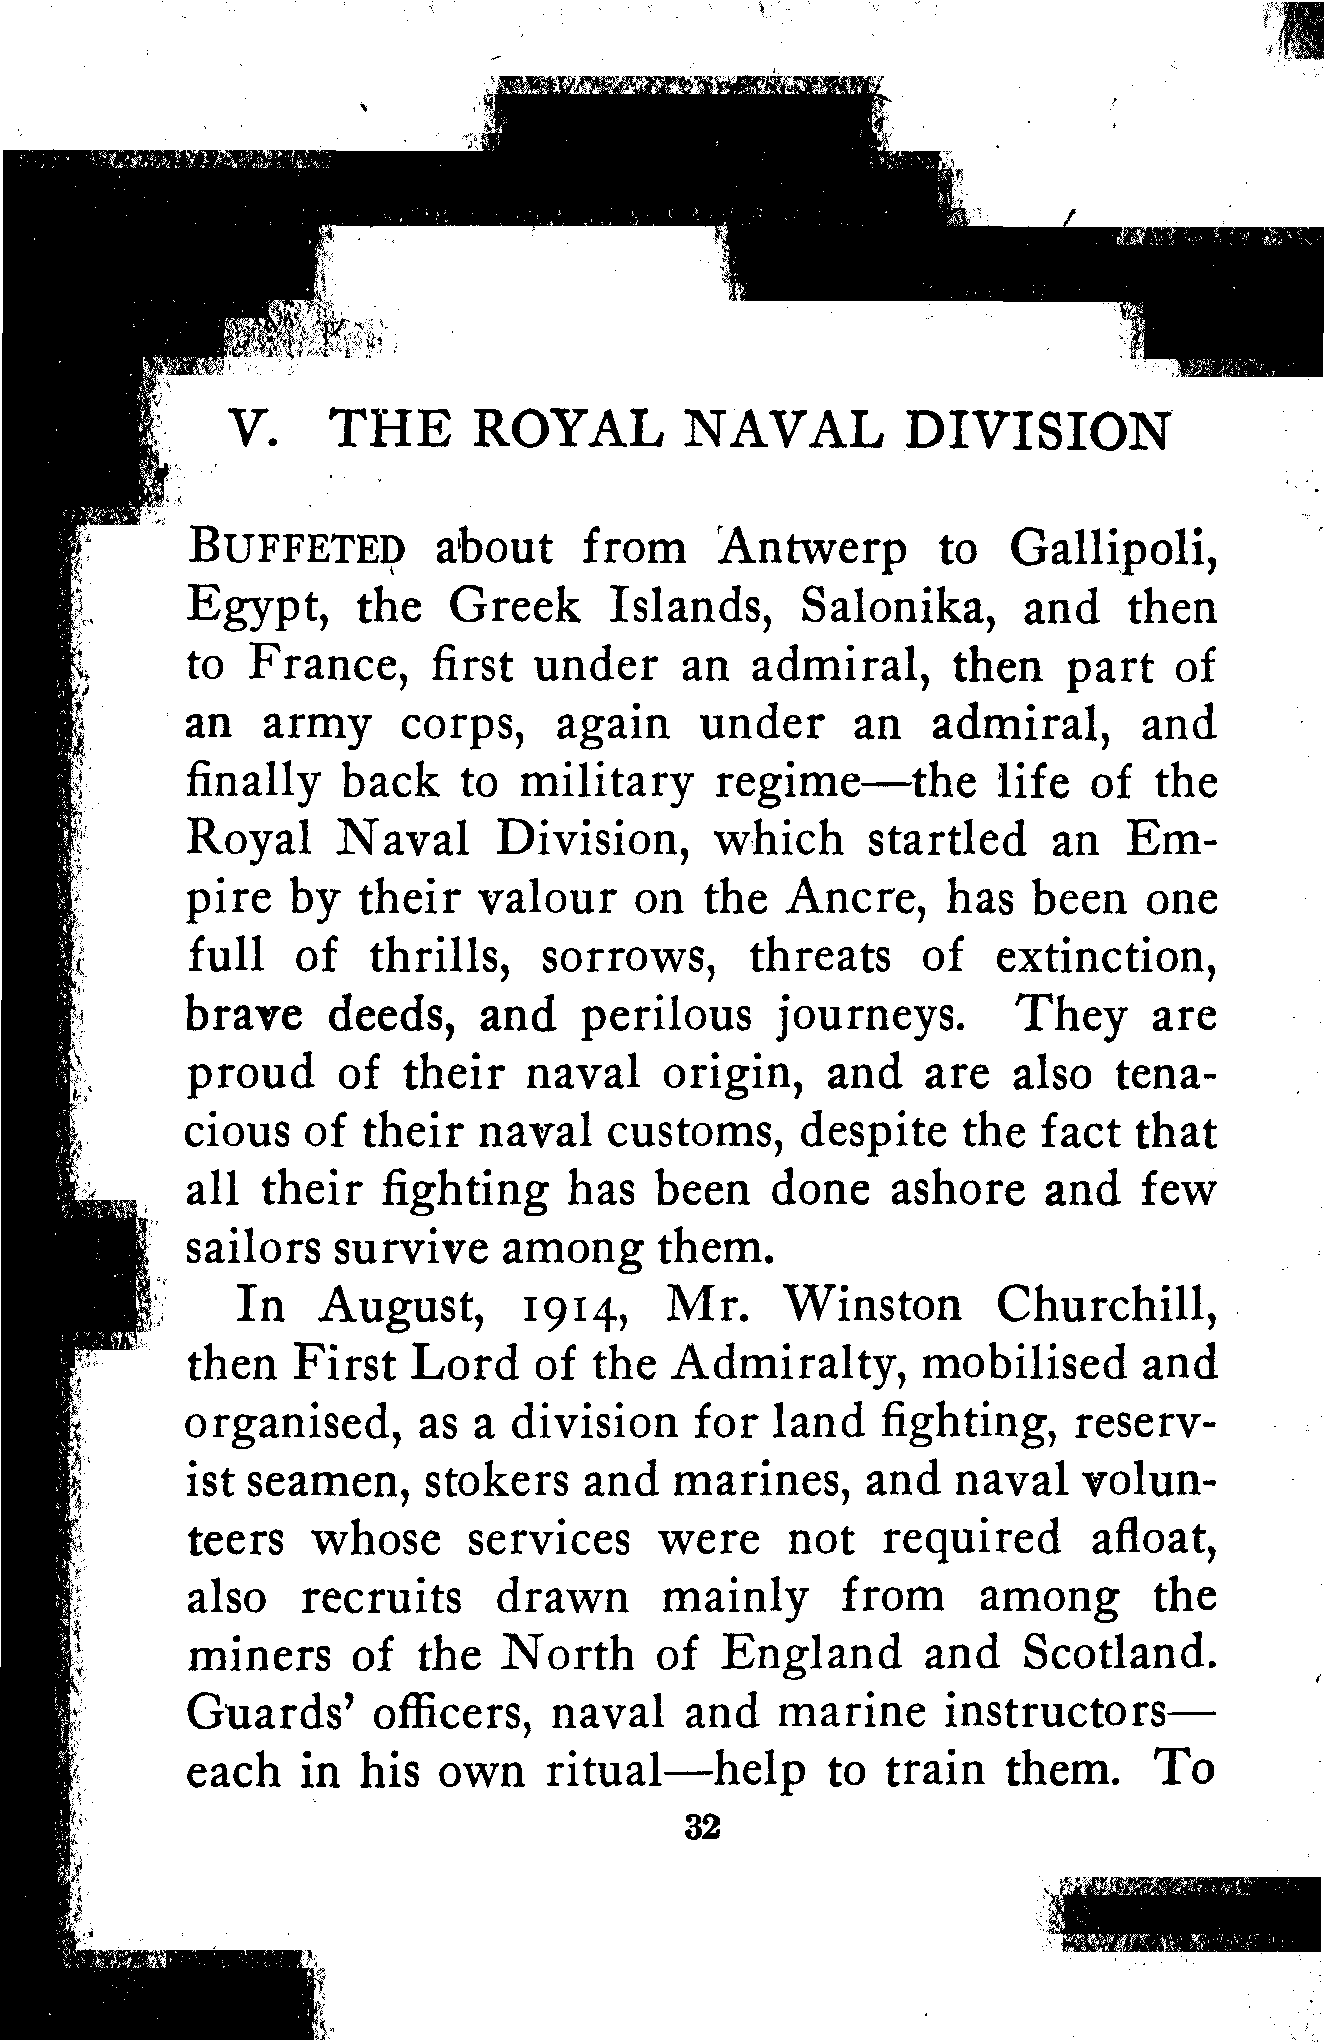 V. THE ROYAL NAVAL DIVISION
BUFFETED about from Antwerp to Gallipoli,
Egypt, the Greek Islands, Salonika, and then
to France, first under an admiral, then part of
an army corps, again under an admiral, and
finally back to military regime—the life of the
Royal Naval Division, which startled an Em-
pire by their valour on the Ancre, has been one
full of thrills, sorrows, threats of extinction,
brave deeds, and perilous journeys. They are
proud of their naval origin, and are also tena-
cious of their naval customs, despite the fact that
all their fighting has been done ashore and few
sailors survive among them.
In August, 1914, Mr. Winston Churchill,
then First Lord of the Admiralty, mobilised and
organised, as a division for land fighting, reserv-
ist seamen, stokers and marines, and naval volun-
teers whose services were not required afloat,
also recruits drawn mainly from among the
miners of the North of England and Scotland.
Guards' officers, naval and marine instructors—
each in his own ritual—help to train them. To
32